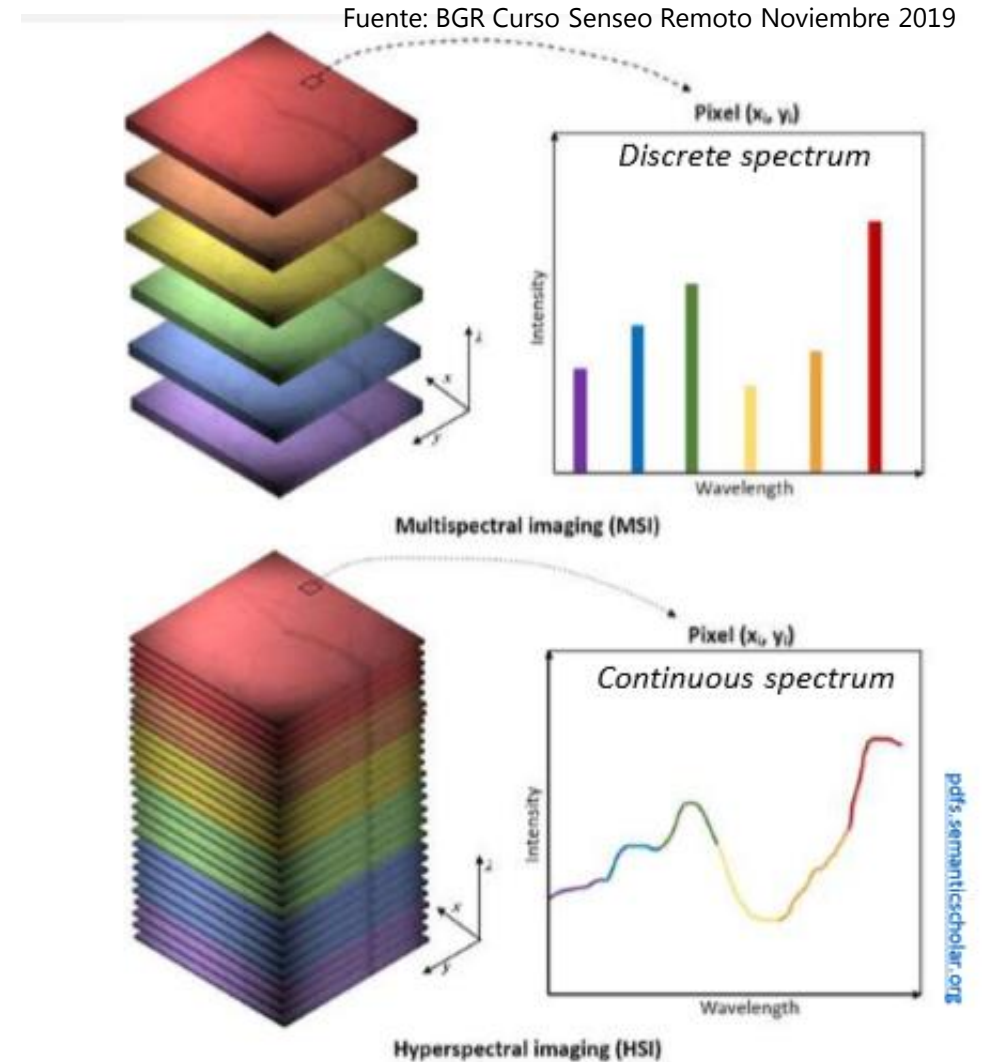 Fuente: BGR Curso Senseo Remoto Noviembre 2019
Pixel (xᵢ, yᵢ)
Discrete spectrum
Intensity
Wavelength
λ
x
y
Multispectral imaging (MSI)
Pixel (xᵢ, yᵢ)
Continuous spectrum
Intensity
Wavelength
λ
x
y
pdfs.semanticscholar.org
Hyperspectral imaging (HSI)